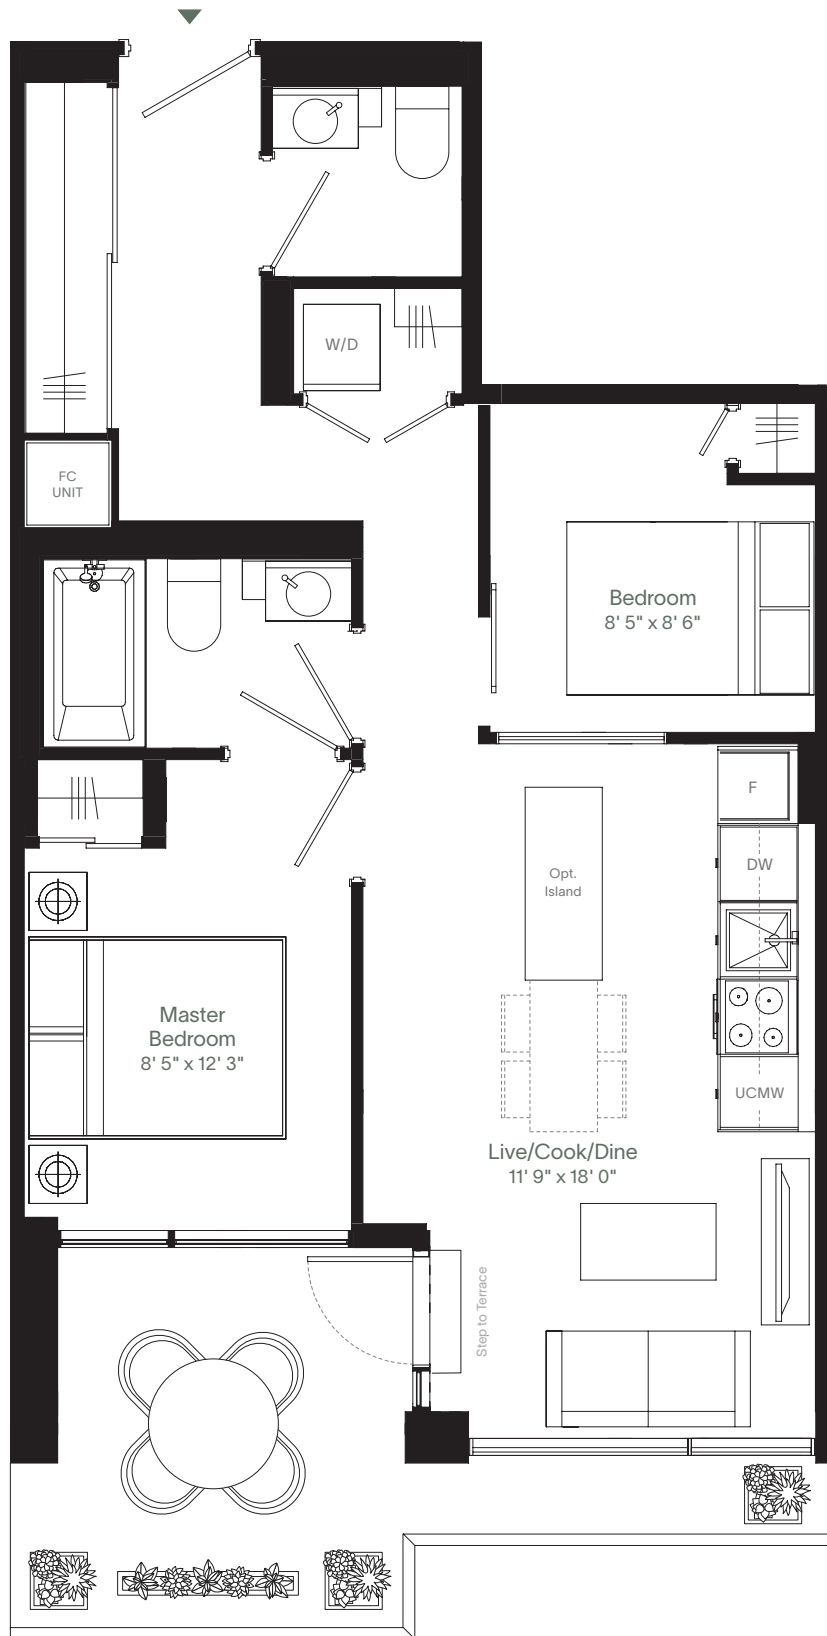 W/D
FC
UNIT
Bedroom
8' 5" x 8' 6"
F
DW
Opt.
Island
Master
Bedroom
8' 5" x 12' 3"
UCMW
Live/Cook/Dine
11' 9" x 18' 0"
Step to Terrace